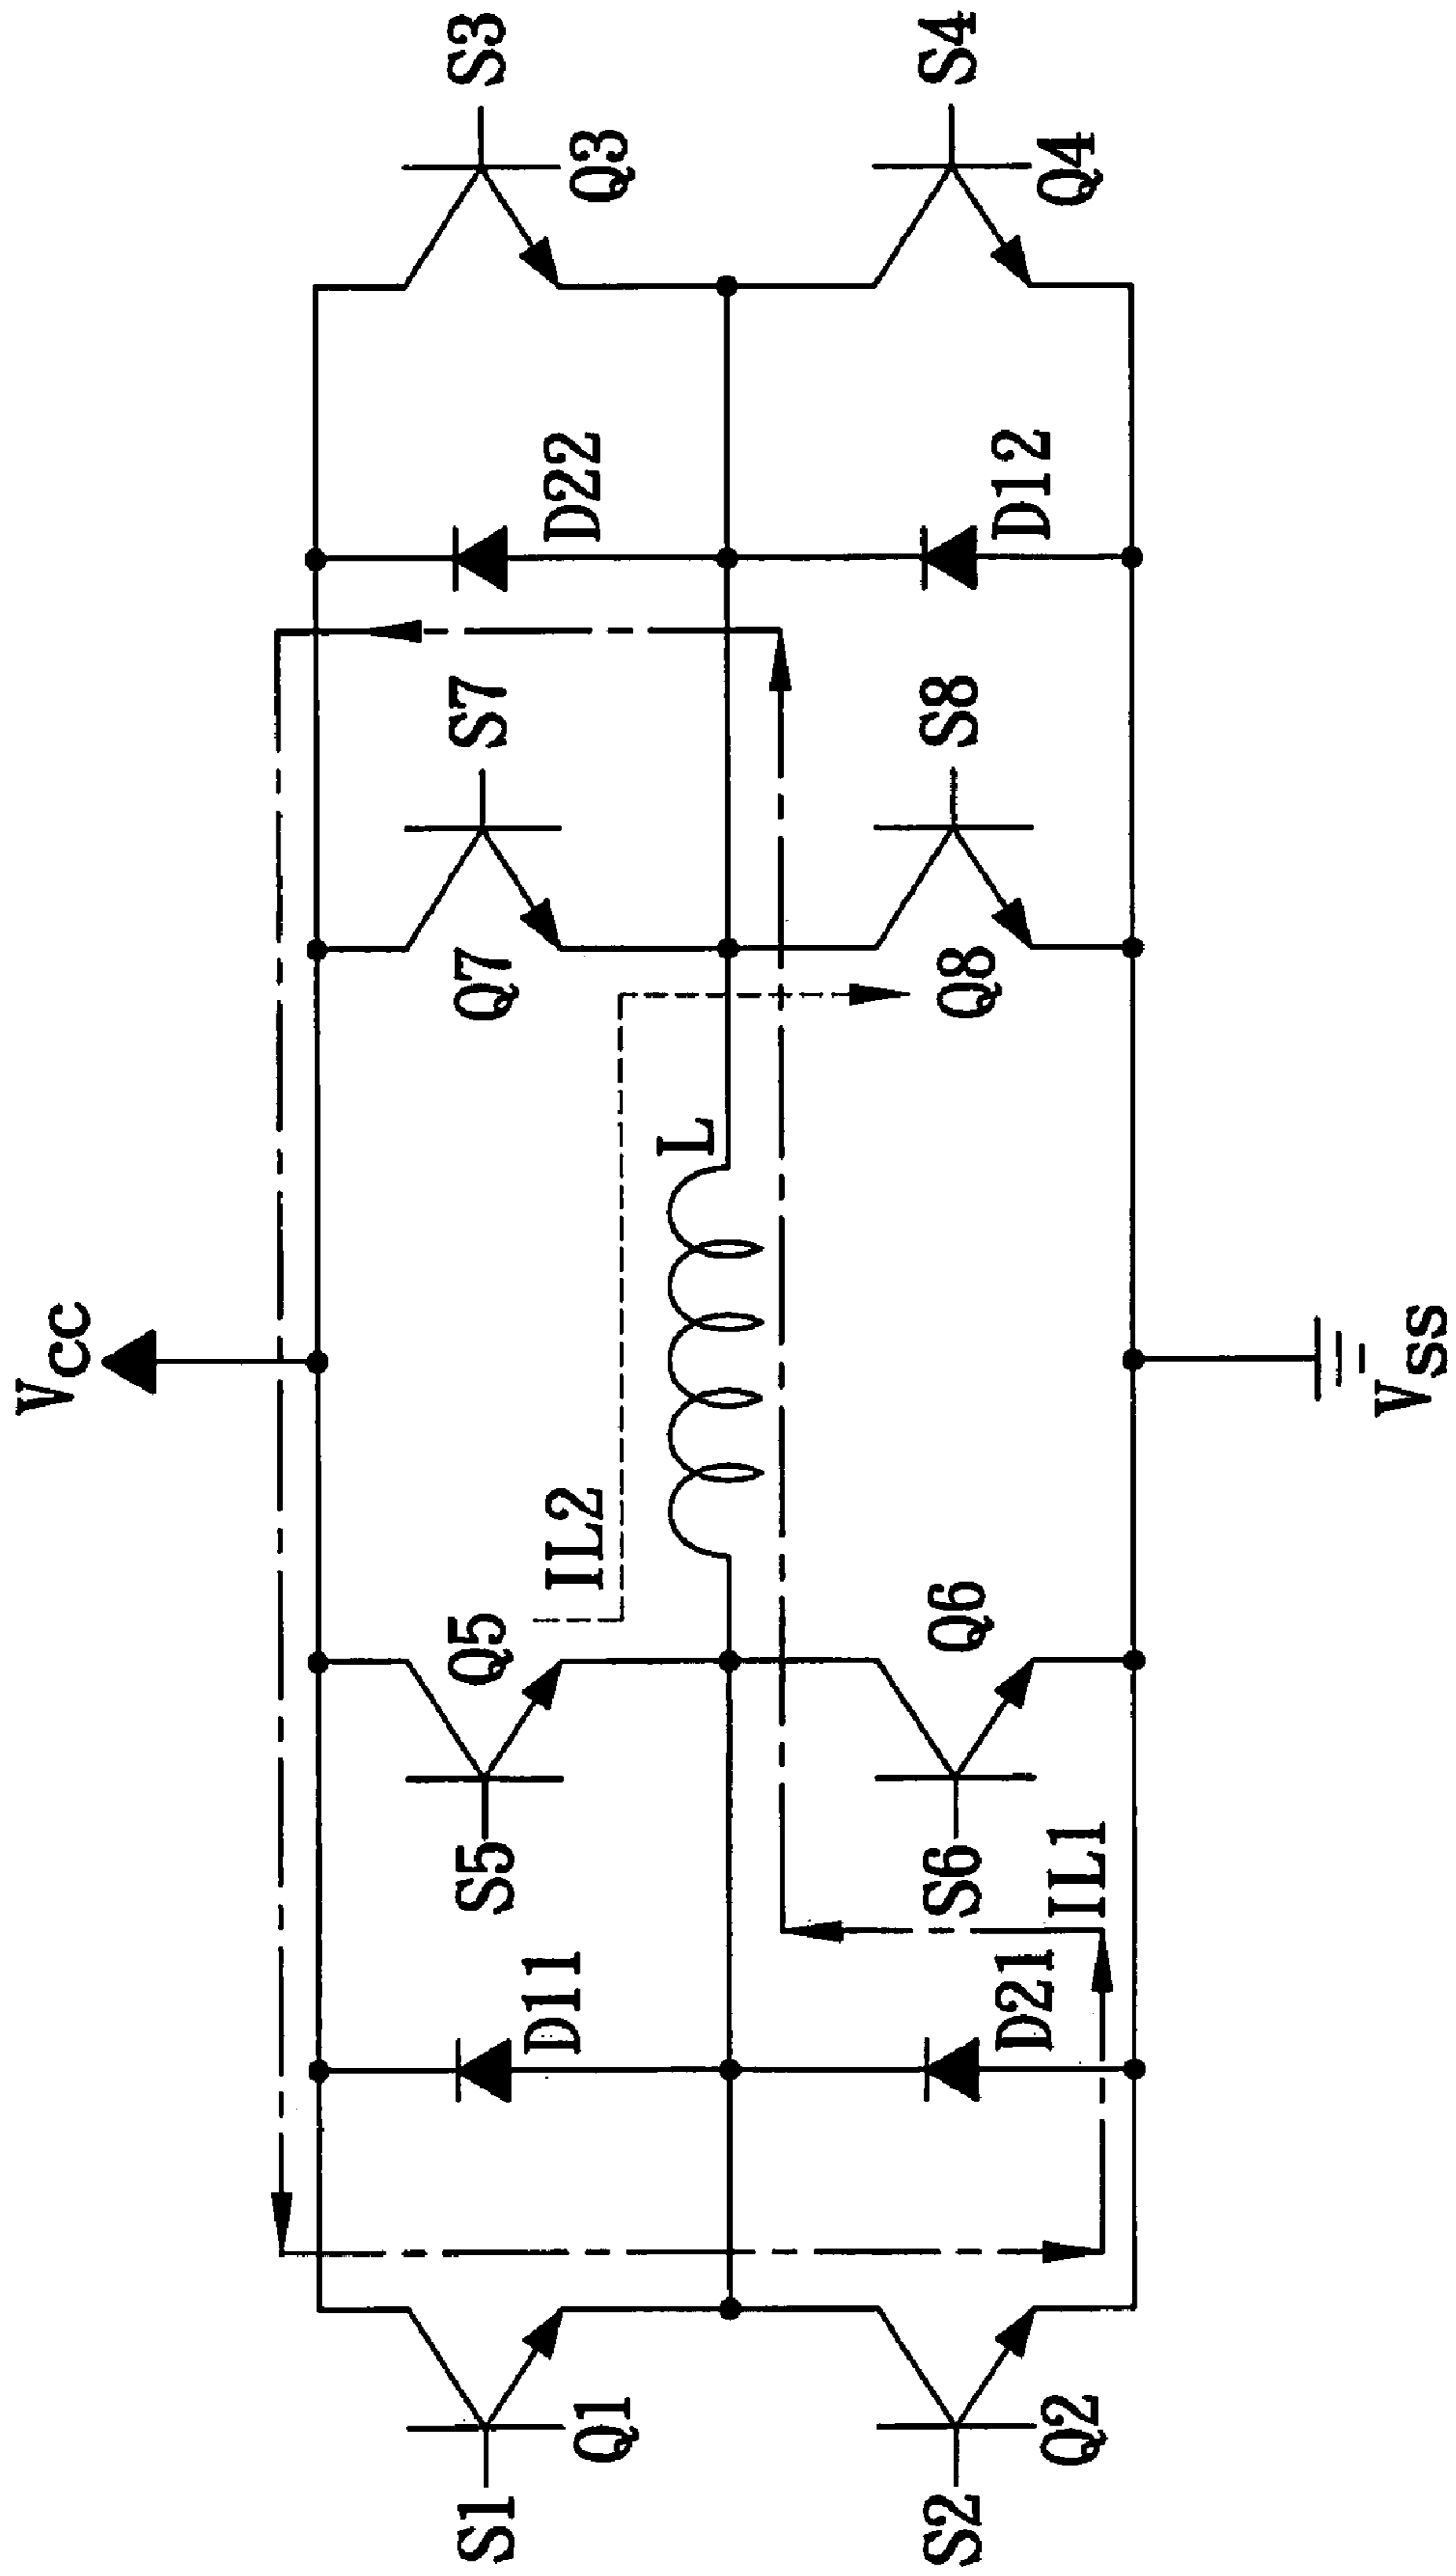 VCC
S1
Q1
D11
S5
Q5
IL2
L
Q7
S7
D22
Q3
S3
S2
Q2
D21
IL1
S6
Q6
Q8
S8
D12
Q4
S4
VSS